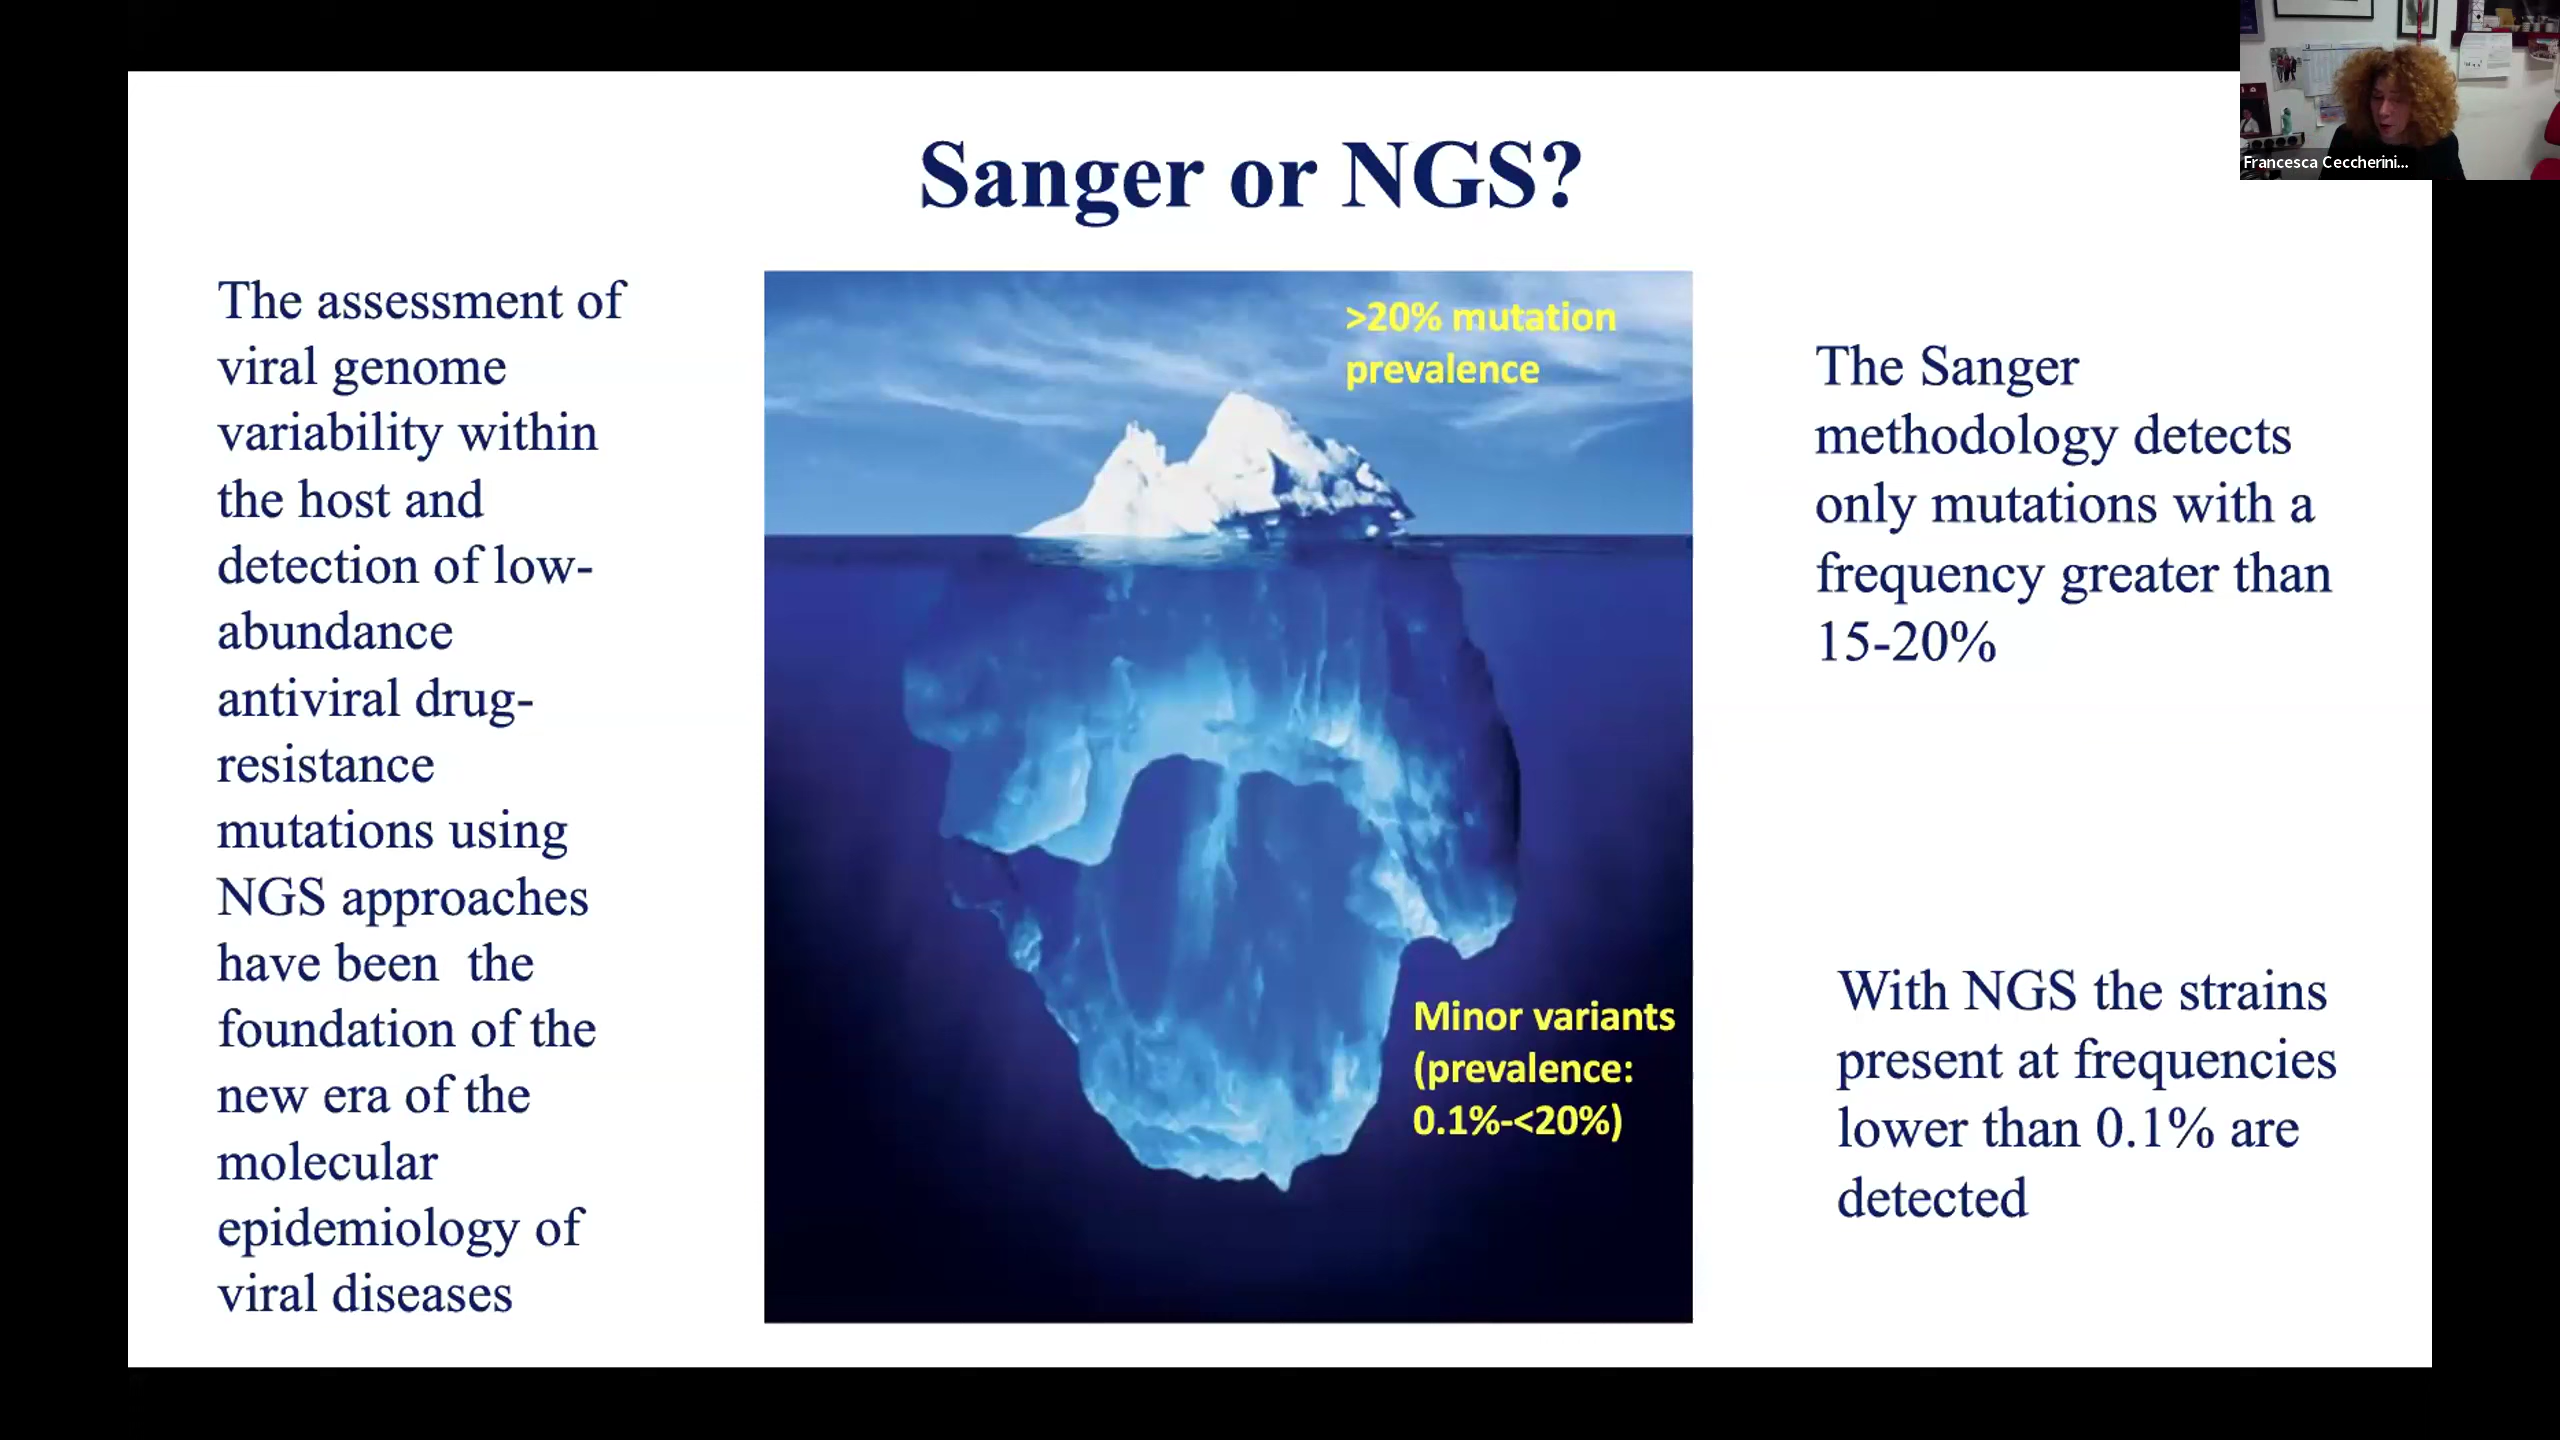 Sanger or NGS?
The assessment of
viral genome
variability within
the host and
detection of low-
abundance
antiviral drug-
resistance
mutations using
NGS approaches
have been  the
foundation of the
new era of the
molecular
epidemiology of
viral diseases
>20% mutation
prevalence
Minor variants
(prevalence:
0.1%-<20%)
The Sanger
methodology detects
only mutations with a
frequency greater than
15-20%
With NGS the strains
present at frequencies
lower than 0.1% are
detected
Francesca Ceccherini...